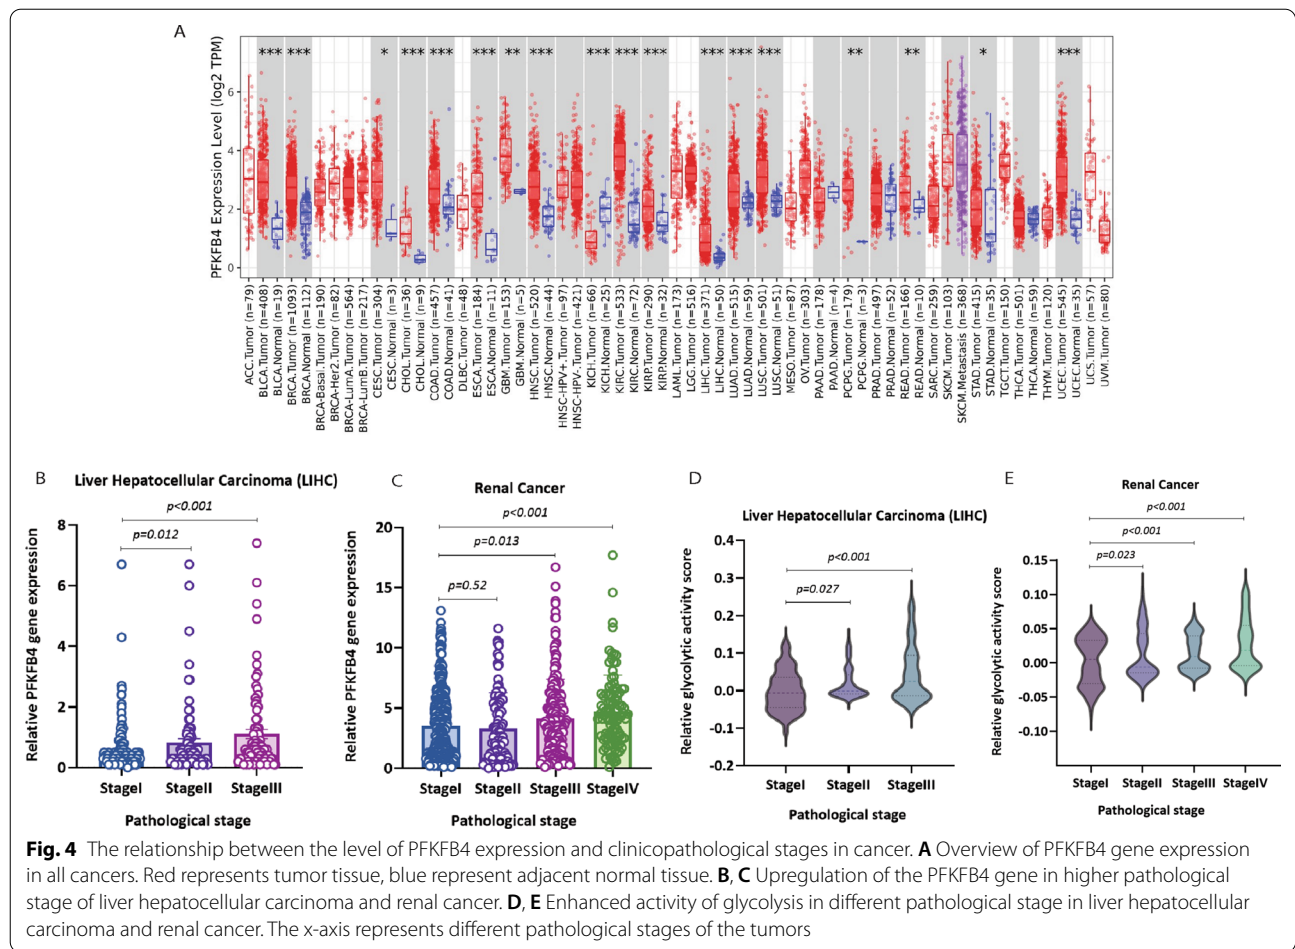 A
PFKFB4 Expression Level (log2 TPM)
6
4
2
0
*** *** * *** *** *** ** *** *** *** *** *** *** *** ** ** * ***
ACC.Tumor (n=79)
BLCA.Tumor (n=408)
BLCA.Normal (n=19)
BRCA.Tumor (n=1093)
BRCA.Normal (n=112)
BRCA-Basal.Tumor (n=190)
BRCA-Her2.Tumor (n=82)
BRCA-LumA.Tumor (n=564)
BRCA-LumB.Tumor (n=217)
CESC.Tumor (n=304)
CESC.Normal (n=3)
CHOL.Tumor (n=36)
CHOL.Normal (n=9)
COAD.Tumor (n=457)
COAD.Normal (n=41)
DLBC.Tumor (n=48)
ESCA.Tumor (n=184)
ESCA.Normal (n=11)
GBM.Tumor (n=153)
GBM.Normal (n=5)
HNSC.Tumor (n=520)
HNSC.Normal (n=44)
HNSC-HPV+.Tumor (n=97)
HNSC-HPV-.Tumor (n=421)
KICH.Tumor (n=66)
KICH.Normal (n=25)
KIRC.Tumor (n=533)
KIRC.Normal (n=72)
KIRP.Tumor (n=290)
KIRP.Normal (n=32)
LAML.Tumor (n=173)
LGG.Tumor (n=516)
LIHC.Tumor (n=371)
LIHC.Normal (n=50)
LUAD.Tumor (n=515)
LUAD.Normal (n=59)
LUSC.Tumor (n=501)
LUSC.Normal (n=51)
MESO.Tumor (n=87)
OV.Tumor (n=303)
PAAD.Tumor (n=178)
PAAD.Normal (n=4)
PCPG.Tumor (n=179)
PCPG.Normal (n=3)
PRAD.Tumor (n=497)
PRAD.Normal (n=52)
READ.Tumor (n=166)
READ.Normal (n=10)
SARC.Tumor (n=259)
SKCM.Tumor (n=103)
SKCM.Metastasis (n=368)
STAD.Tumor (n=415)
STAD.Normal (n=35)
TGCT.Tumor (n=150)
THCA.Tumor (n=501)
THCA.Normal (n=59)
THYM.Tumor (n=120)
UCEC.Tumor (n=545)
UCEC.Normal (n=35)
UCS.Tumor (n=57)
UVM.Tumor (n=80)
B
Liver Hepatocellular Carcinoma (LIHC)
p<0.001
p=0.012
Relative PFKFB4 gene expression
8
6
4
2
0
StageI StageII StageIII
Pathological stage
C
Renal Cancer
p<0.001
p=0.013
p=0.52
Relative PFKFB4 gene expression
20
15
10
5
0
StageI StageII StageIII StageIV
Pathological stage
D
Liver Hepatocellular Carcinoma (LIHC)
p<0.001
p=0.027
Relative glycolytic activity score
0.4
0.3
0.2
0.1
0.0
-0.1
-0.2
StageI StageII StageIII
Pathological stage
E
Renal Cancer
p<0.001
p<0.001
p=0.023
Relative glycolytic activity score
0.15
0.10
0.05
0.00
-0.05
-0.10
StageI StageII StageIII StageIV
Pathological stage
Fig. 4 The relationship between the level of PFKFB4 expression and clinicopathological stages in cancer. A Overview of PFKFB4 gene expression
in all cancers. Red represents tumor tissue, blue represent adjacent normal tissue. B, C Upregulation of the PFKFB4 gene in higher pathological
stage of liver hepatocellular carcinoma and renal cancer. D, E Enhanced activity of glycolysis in different pathological stage in liver hepatocellular
carcinoma and renal cancer. The x-axis represents different pathological stages of the tumors